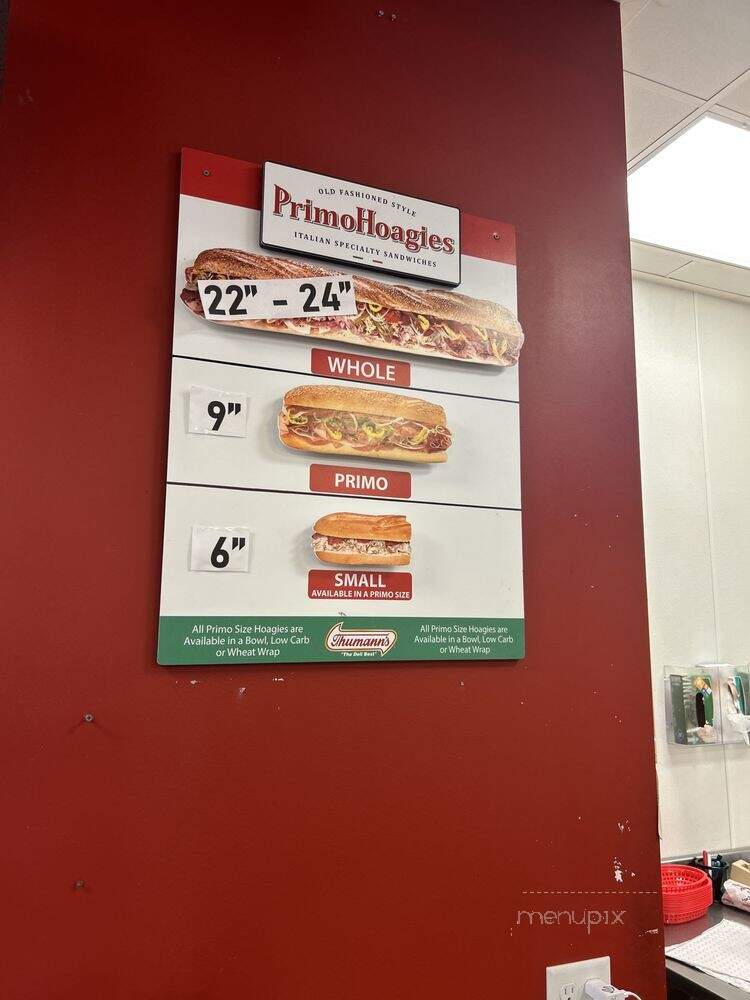 OLD FASHIONED STYLE
PrimoHoagies
ITALIAN SPECIALTY SANDWICHES
22" - 24"
WHOLE
9"
PRIMO
6"
SMALL
AVAILABLE IN A PRIMO SIZE
All Primo Size Hoagies are
Available in a Bowl, Low Carb
or Wheat Wrap
Thumann's
"The Deli Best"
All Primo Size Hoagies are
Available in a Bowl, Low Carb
or Wheat Wrap
menupix